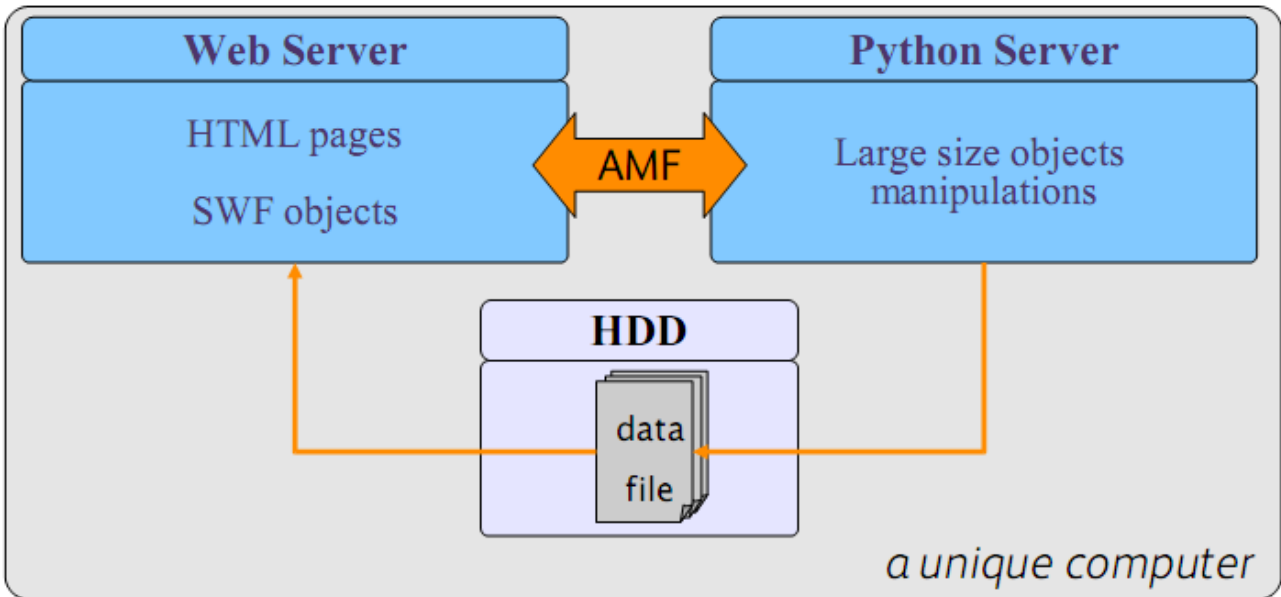 Web Server
HTML pages
SWF objects
AMF
Python Server
Large size objects
manipulations
HDD
data
file
a unique computer